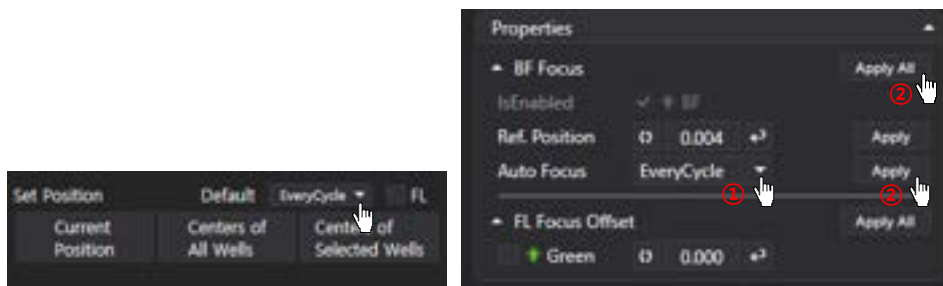 Set Position Default EveryCycle FL
Current Position
Centers of All Wells
Centers of Selected Wells
Properties
BF Focus Apply All
②
IsEnabled BF
Ref. Position 0.004 Apply
Auto Focus EveryCycle Apply
① ②
FL Focus Offset Apply All
Green 0.000